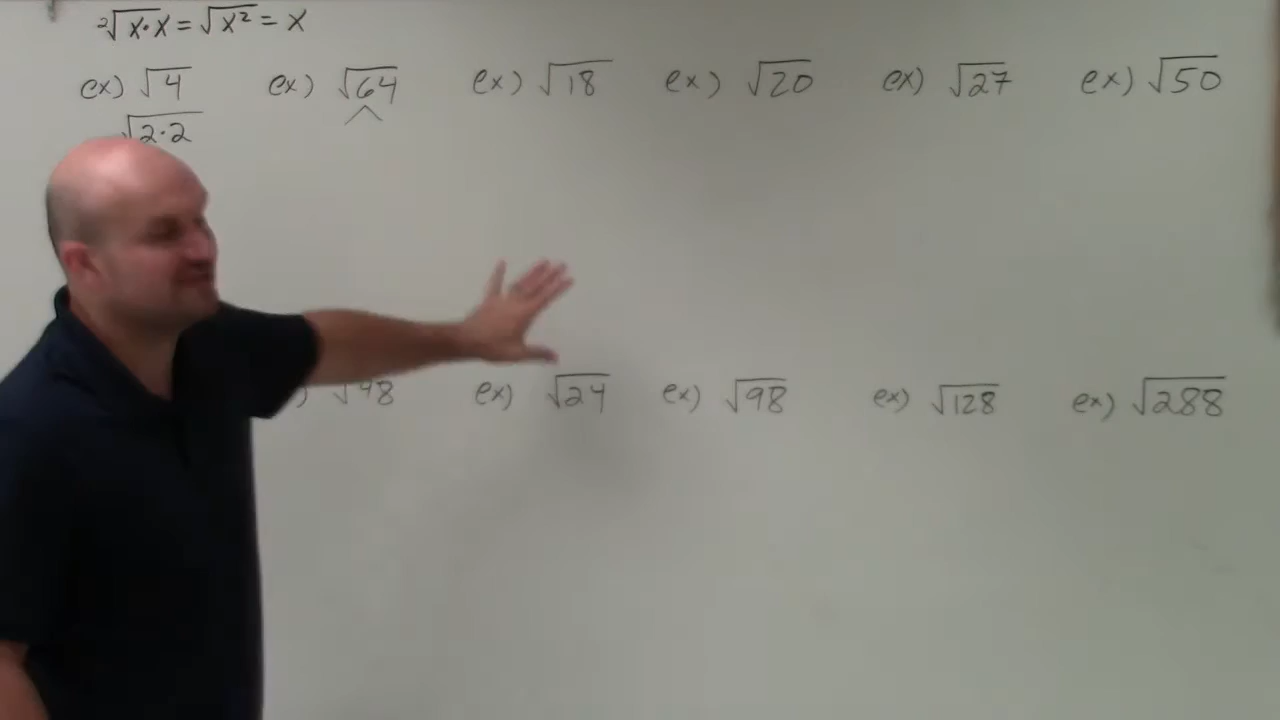 ²√x·x = √x² = x
ex) √4 ex) √64 ex) √18 ex) √20 ex) √27 ex) √50
√2·2
) √48 ex) √24 ex) √98 ex) √128 ex) √288